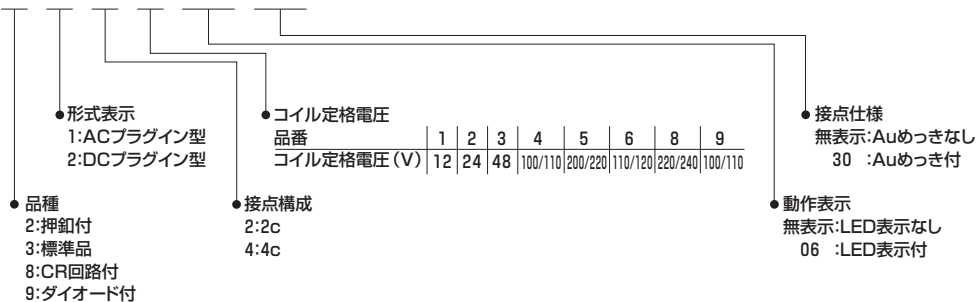 形式表示
1:ACプラグイン型
2:DCプラグイン型
コイル定格電圧
品番 1 2 3 4 5 6 8 9
コイル定格電圧(V) 12 24 48 100/110 200/220 110/120 220/240 100/110
接点仕様
無表示:Auめっきなし
30 :Auめっき付
品種
2:押釦付
3:標準品
8:CR回路付
9:ダイオード付
接点構成
2:2c
4:4c
動作表示
無表示:LED表示なし
06 :LED表示付